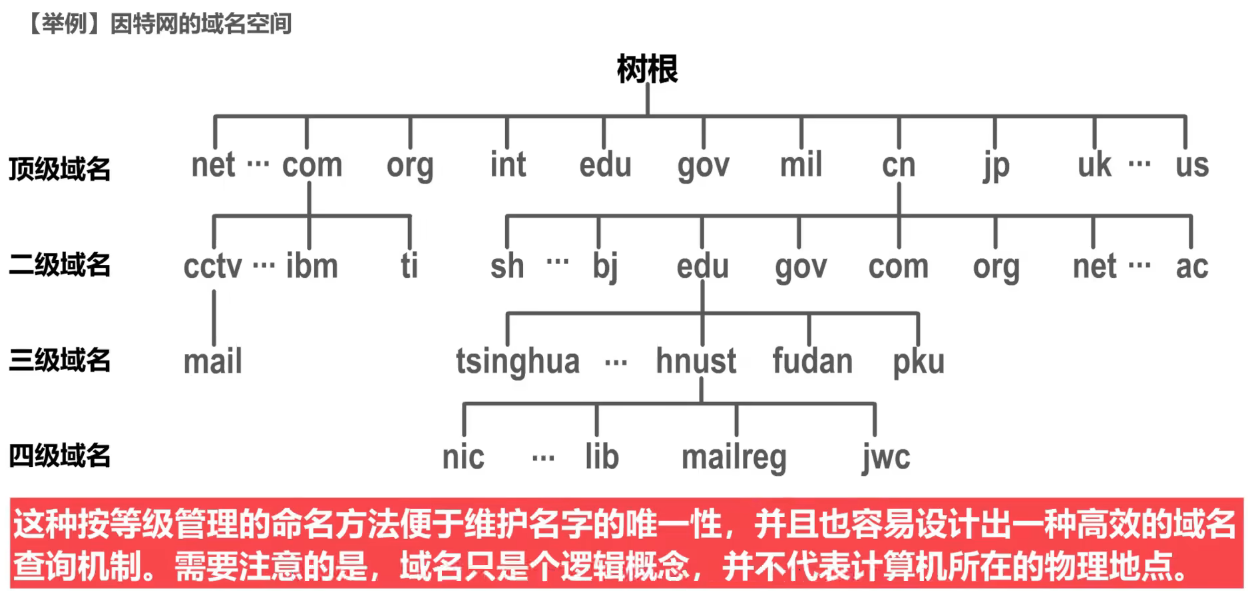 【举例】因特网的域名空间
树根
顶级域名 net ··· com org int edu gov mil cn jp uk ··· us
二级域名 cctv ··· ibm ti sh ··· bj edu gov com org net ··· ac
三级域名 mail tsinghua ··· hnust fudan pku
四级域名 nic ··· lib mailreg jwc
这种按等级管理的命名方法便于维护名字的唯一性，并且也容易设计出一种高效的域名
查询机制。需要注意的是，域名只是个逻辑概念，并不代表计算机所在的物理地点。